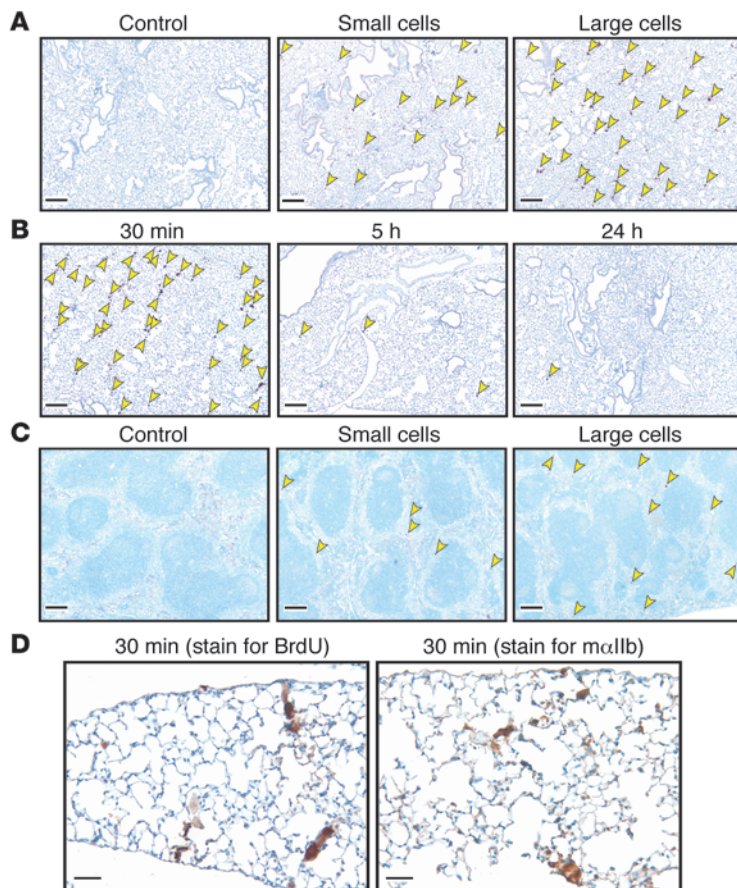 A
Control Small cells Large cells
B
30 min 5 h 24 h
C
Control Small cells Large cells
D
30 min (stain for BrdU) 30 min (stain for mαIIb)